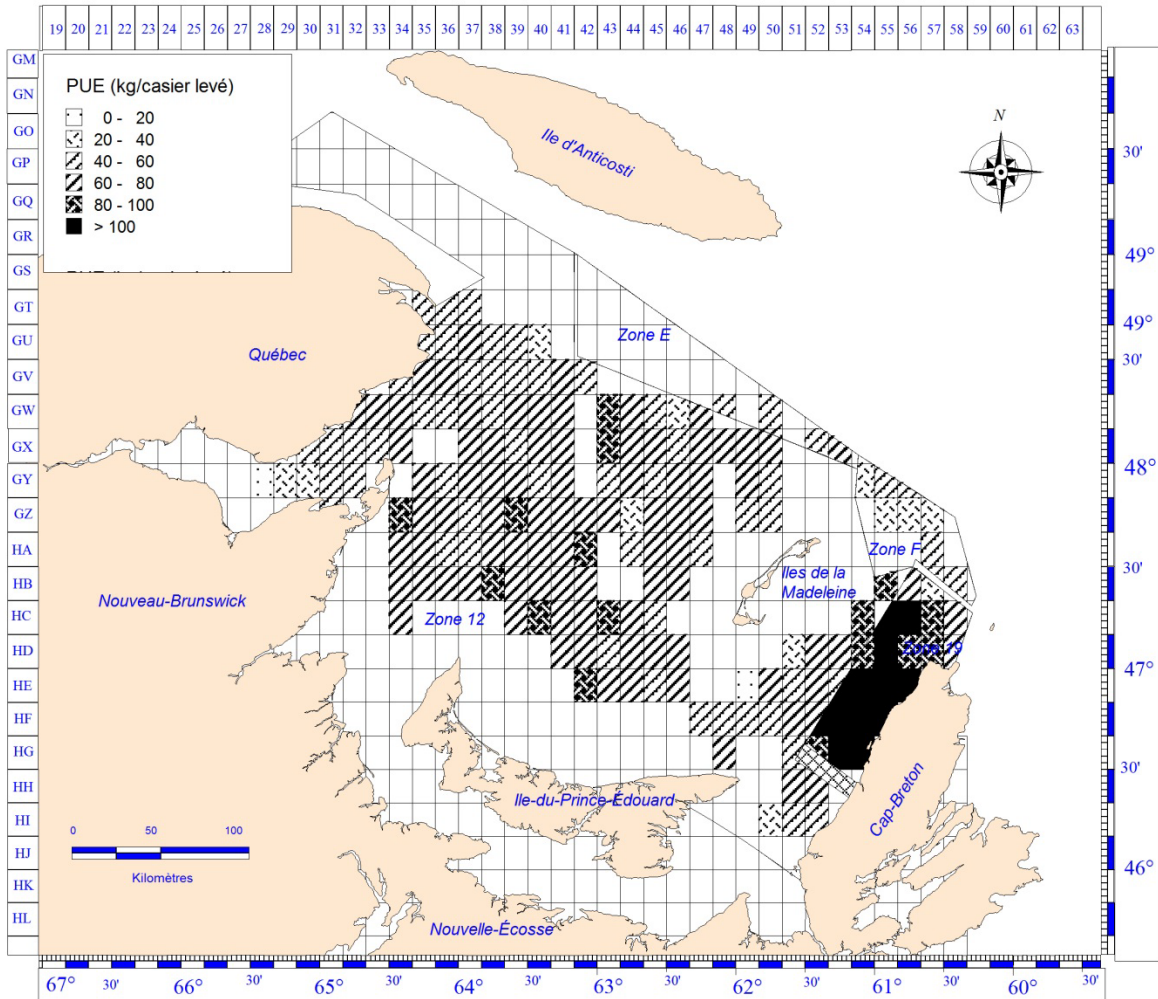 19 20 21 22 23 24 25 26 27 28 29 30 31 32 33 34 35 36 37 38 39 40 41 42 43 44 45 46 47 48 49 50 51 52 53 54 55 56 57 58 59 60 61 62 63
GM
GN
GO
GP
GQ
GR
GS
GT
GU
GV
GW
GX
GY
GZ
HA
HB
HC
HD
HE
HF
HG
HH
HI
HJ
HK
HL
PUE (kg/casier levé)
0 - 20
20 - 40
40 - 60
60 - 80
80 - 100
> 100
N
Ile d'Anticosti
Zone E
Québec
Zone F
Iles de la
Madeleine
Nouveau-Brunswick
Zone 12
Zone 19
Ile-du-Prince-Édouard
Cap-Breton
Nouvelle-Écosse
0 50 100
Kilomètres
30'
49°
49°
30'
48°
30'
47°
30'
46°
67° 30' 66° 30' 65° 30' 64° 30' 63° 30' 62° 30' 61° 30' 60° 30'